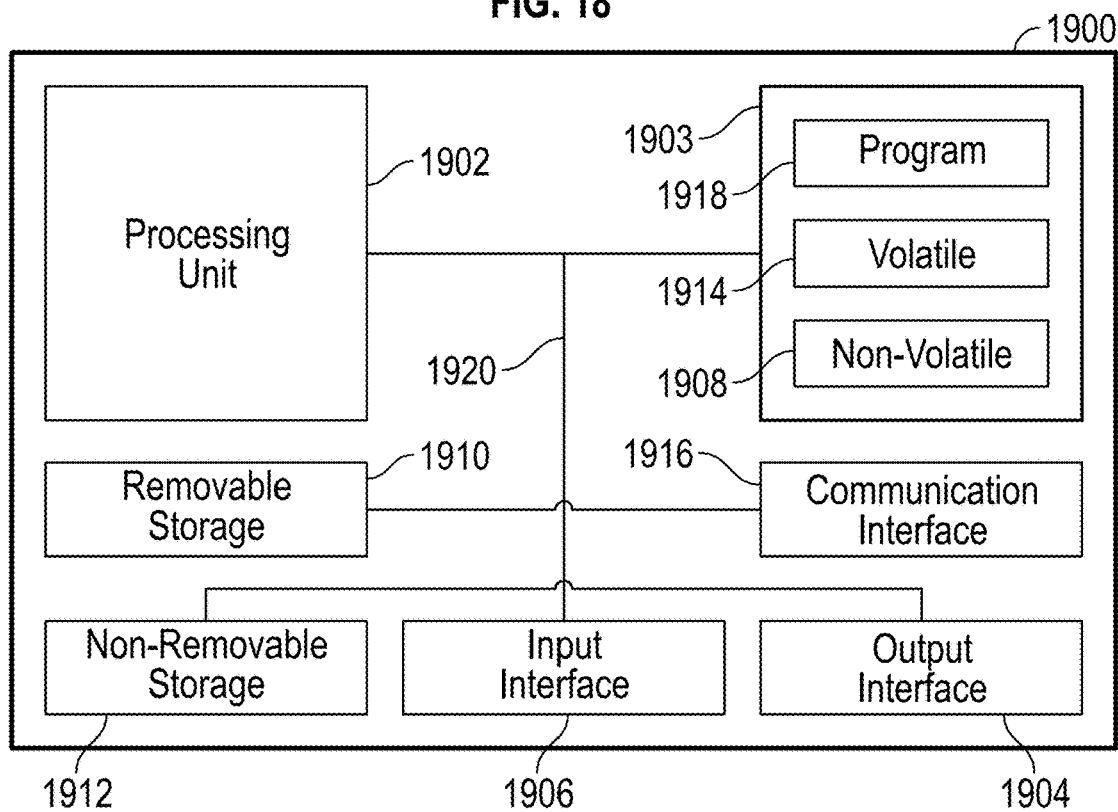 FIG. 18
1900
Processing
Unit
1902
1903
Program
1918
Volatile
1914
Non-Volatile
1908
1920
Removable
Storage
1910
1916
Communication
Interface
Non-Removable
Storage
Input
Interface
Output
Interface
1912
1906
1904